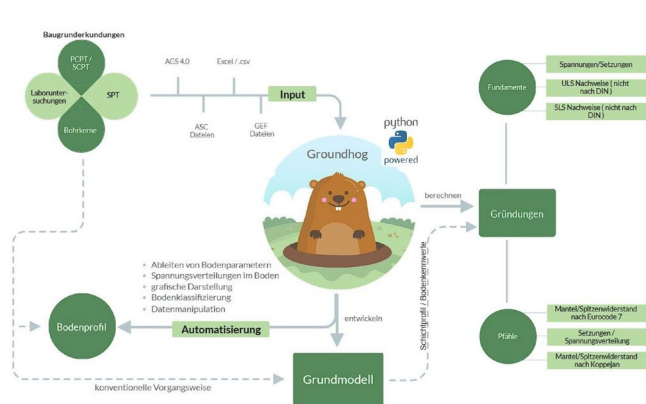 Baugrunderkundungen
PCPT /
SCPT
Laborunter-
suchungen
SPT
Bohrkerne
AGS 4.0
Excel / .csv
ASC
Dateien
GEF
Dateien
Input
python
powered
Groundhog
berechnen
Gründungen
Fundamente
Spannungen/Setzungen
ULS Nachweise ( nicht
nach DIN )
SLS Nachweise ( nicht nach
DIN )
Pfähle
Mantel/Spitzenwiderstand
nach Eurocode 7
Setzungen /
Spannungsverteilung
Mantel/Spitzenwiderstand
nach Koppejan
Ableiten von Bodenparametern
Spannungsverteilungen im Boden
grafische Darstellung
Bodenklassifizierung
Datenmanipulation
Automatisierung
Bodenprofil
entwickeln
Schichtprofil / Bodenkennwerte
Grundmodell
konventionelle Vorgangsweise